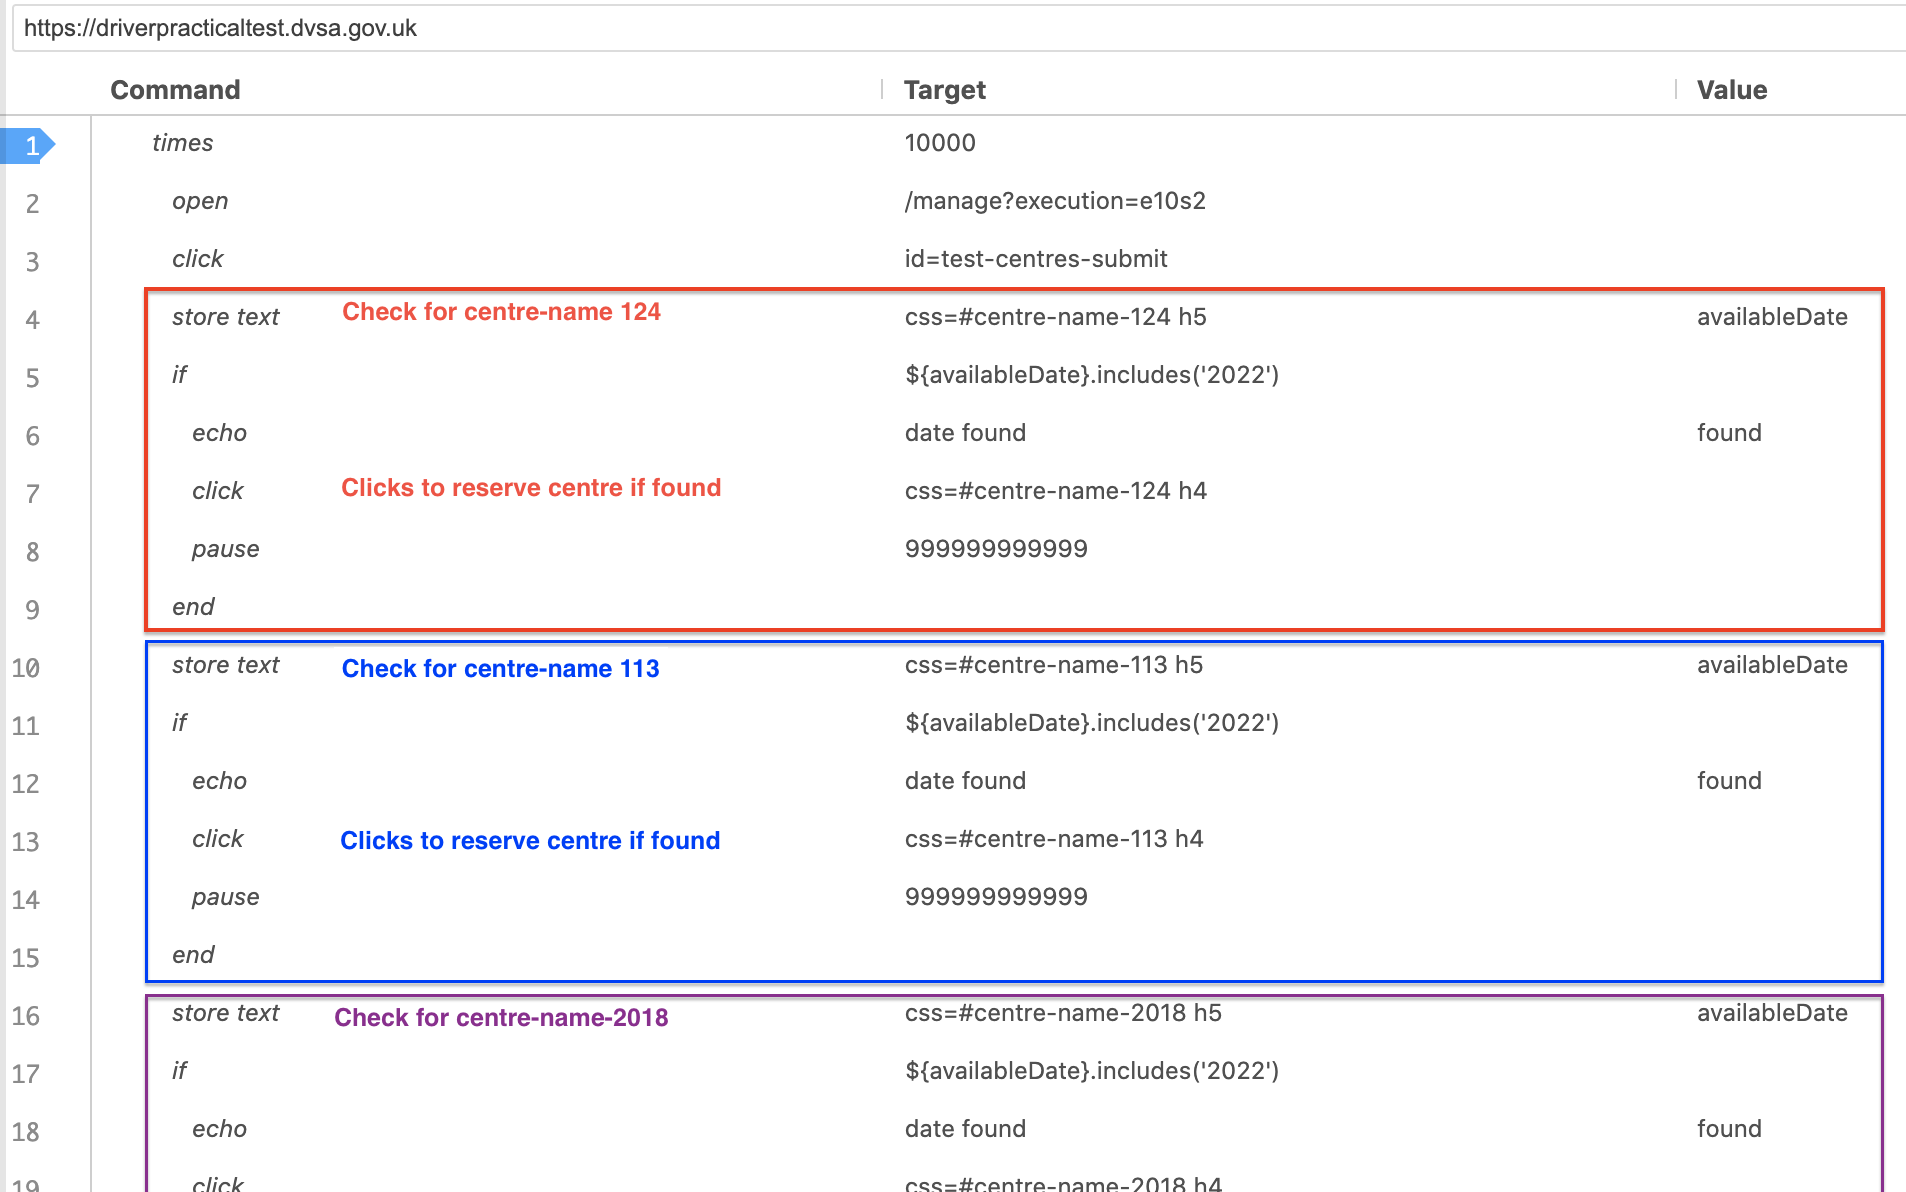 https://driverpracticaltest.dvsa.gov.uk
Command Target Value
1 times 10000
2 open /manage?execution=e10s2
3 click id=test-centres-submit
4 store text Check for centre-name 124 css=#centre-name-124 h5 availableDate
5 if ${availableDate}.includes('2022')
6 echo date found found
7 click Clicks to reserve centre if found css=#centre-name-124 h4
8 pause 999999999999
9 end
10 store text Check for centre-name 113 css=#centre-name-113 h5 availableDate
11 if ${availableDate}.includes('2022')
12 echo date found found
13 click Clicks to reserve centre if found css=#centre-name-113 h4
14 pause 999999999999
15 end
16 store text Check for centre-name-2018 css=#centre-name-2018 h5 availableDate
17 if ${availableDate}.includes('2022')
18 echo date found found
19 click css=#centre-name-2018 h4